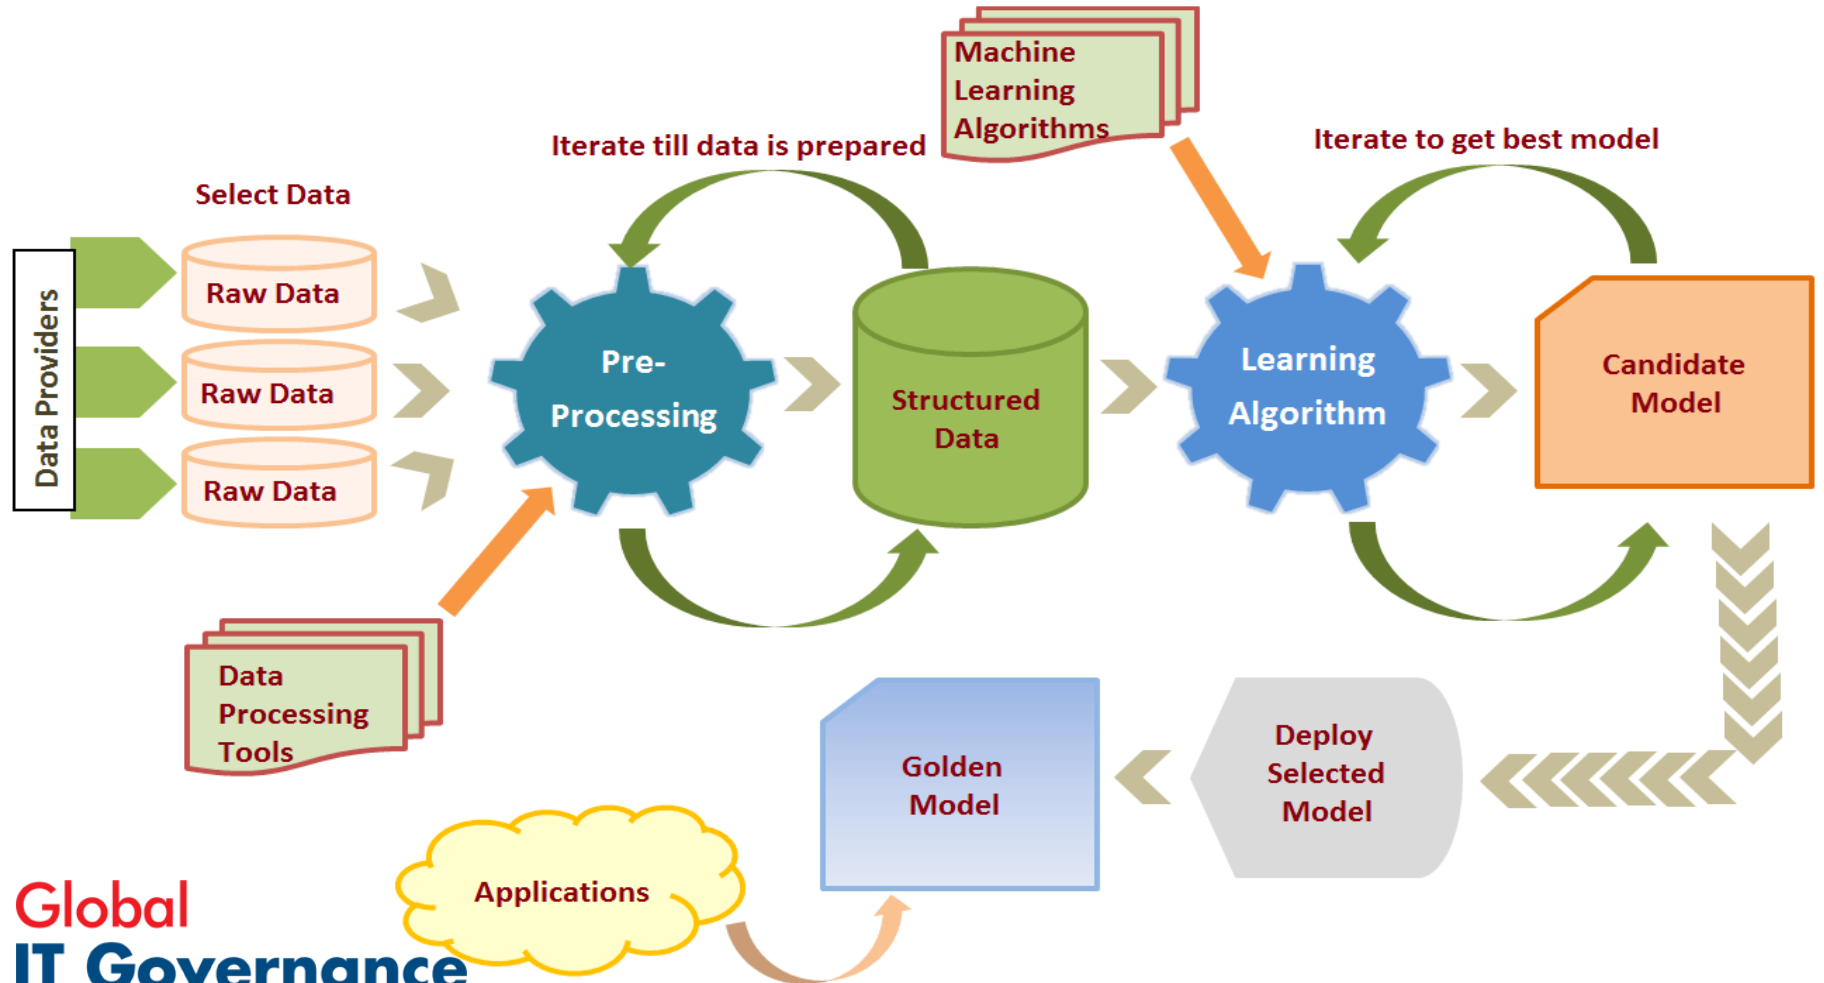 Machine
Learning
Algorithms
Iterate till data is prepared
Iterate to get best model
Select Data
Data Providers
Raw Data
Raw Data
Raw Data
Pre-
Processing
Structured
Data
Learning
Algorithm
Candidate
Model
Data
Processing
Tools
Golden
Model
Deploy
Selected
Model
Applications
Global
IT Governance